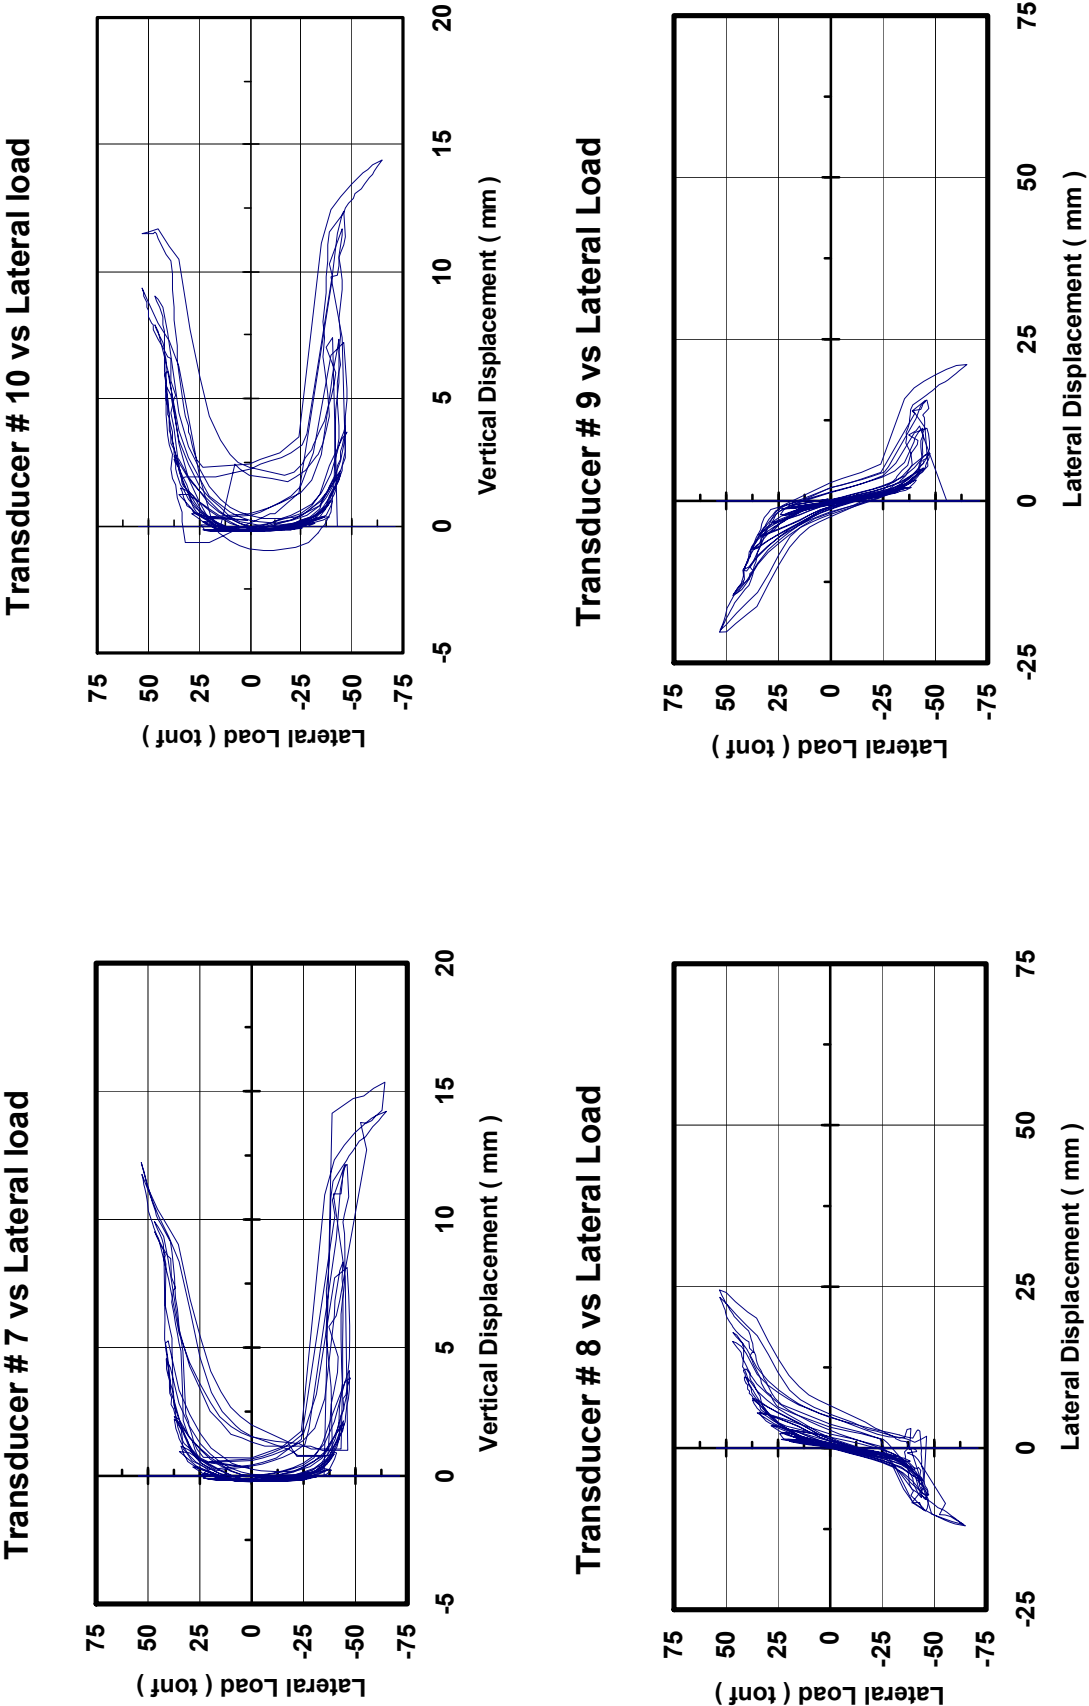 Transducer # 7 vs Lateral load
Lateral Load ( tonf )
75
50
25
0
-25
-50
-75
-5 0 5 10 15 20
Vertical Displacement ( mm )
Transducer # 10 vs Lateral load
Lateral Load ( tonf )
75
50
25
0
-25
-50
-75
-5 0 5 10 15 20
Vertical Displacement ( mm )
Transducer # 8 vs Lateral Load
Lateral Load ( tonf )
75
50
25
0
-25
-50
-75
-25 0 25 50 75
Lateral Displacement ( mm )
Transducer # 9 vs Lateral Load
Lateral Load ( tonf )
75
50
25
0
-25
-50
-75
-25 0 25 50 75
Lateral Displacement ( mm )